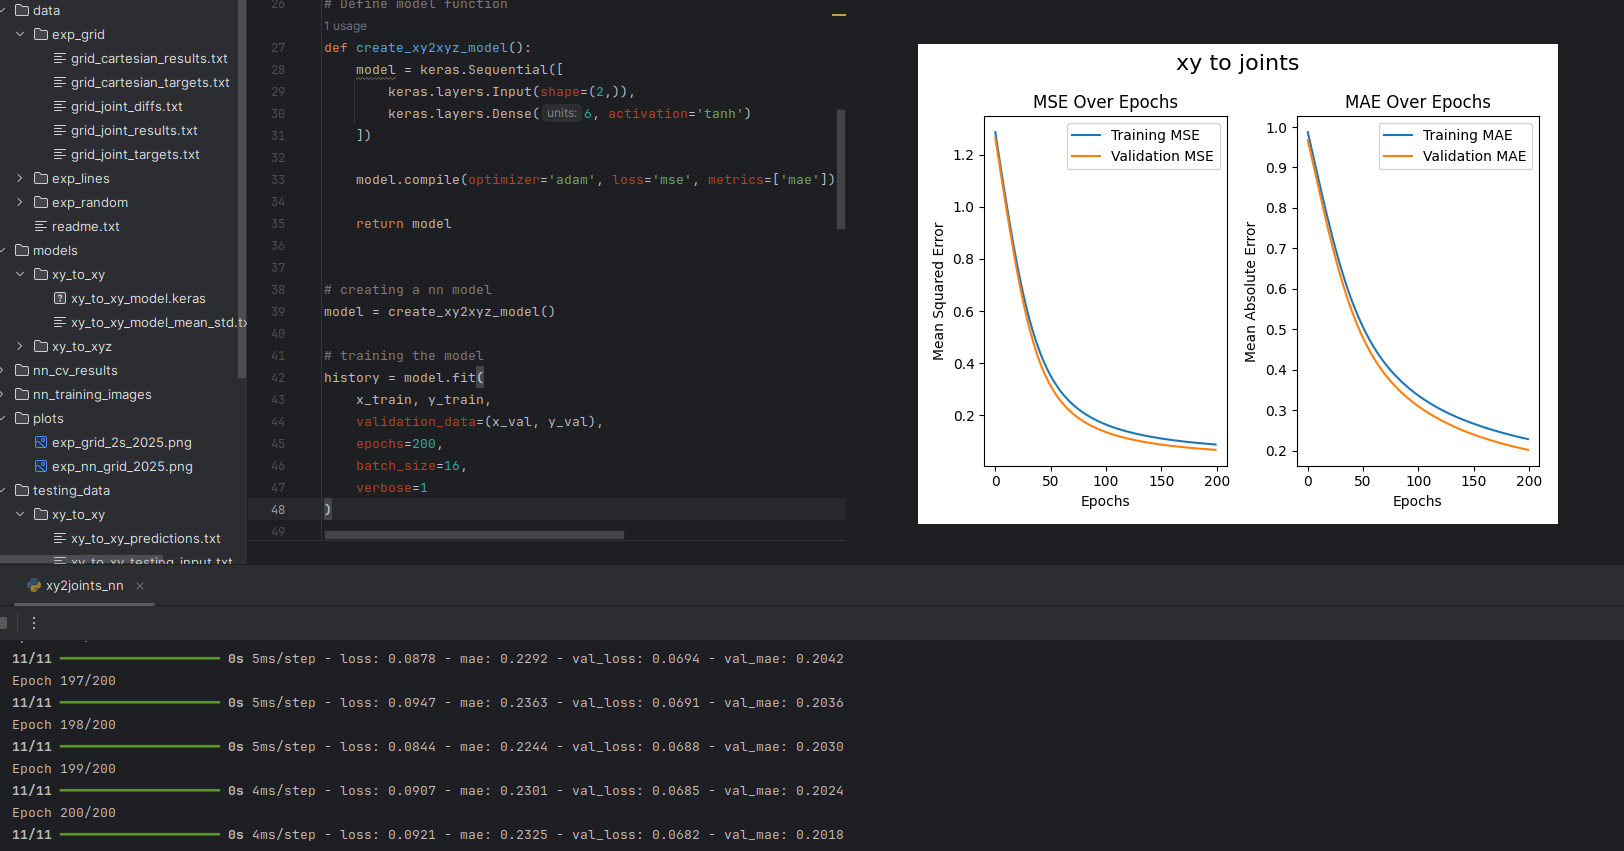 data
exp_grid
grid_cartesian_results.txt
grid_cartesian_targets.txt
grid_joint_diffs.txt
grid_joint_results.txt
grid_joint_targets.txt
exp_lines
exp_random
readme.txt
models
xy_to_xy
xy_to_xy_model.keras
xy_to_xy_model_mean_std.tx
xy_to_xyz
nn_cv_results
nn_training_images
plots
exp_grid_2s_2025.png
exp_nn_grid_2025.png
testing_data
xy_to_xy
xy_to_xy_predictions.txt
xy_to_xy_testing_input.txt
26 # Define model function
1 usage
27 def create_xy2xyz_model():
28 model = keras.Sequential([
29 keras.layers.Input(shape=(2,)),
30 keras.layers.Dense( units: 6, activation='tanh')
31 ])
32
33 model.compile(optimizer='adam', loss='mse', metrics=['mae'])
34
35 return model
36
37
38 # creating a nn model
39 model = create_xy2xyz_model()
40
41 # training the model
42 history = model.fit(
43 x_train, y_train,
44 validation_data=(x_val, y_val),
45 epochs=200,
46 batch_size=16,
47 verbose=1
48 )
49
xy to joints
MSE Over Epochs
Training MSE
Validation MSE
Mean Squared Error
1.2
1.0
0.8
0.6
0.4
0.2
0 50 100 150 200
Epochs
MAE Over Epochs
Training MAE
Validation MAE
Mean Absolute Error
1.0
0.9
0.8
0.7
0.6
0.5
0.4
0.3
0.2
0 50 100 150 200
Epochs
xy2joints_nn
11/11 0s 5ms/step - loss: 0.0878 - mae: 0.2292 - val_loss: 0.0694 - val_mae: 0.2042
Epoch 197/200
11/11 0s 5ms/step - loss: 0.0947 - mae: 0.2363 - val_loss: 0.0691 - val_mae: 0.2036
Epoch 198/200
11/11 0s 5ms/step - loss: 0.0844 - mae: 0.2244 - val_loss: 0.0688 - val_mae: 0.2030
Epoch 199/200
11/11 0s 4ms/step - loss: 0.0907 - mae: 0.2301 - val_loss: 0.0685 - val_mae: 0.2024
Epoch 200/200
11/11 0s 4ms/step - loss: 0.0921 - mae: 0.2325 - val_loss: 0.0682 - val_mae: 0.2018